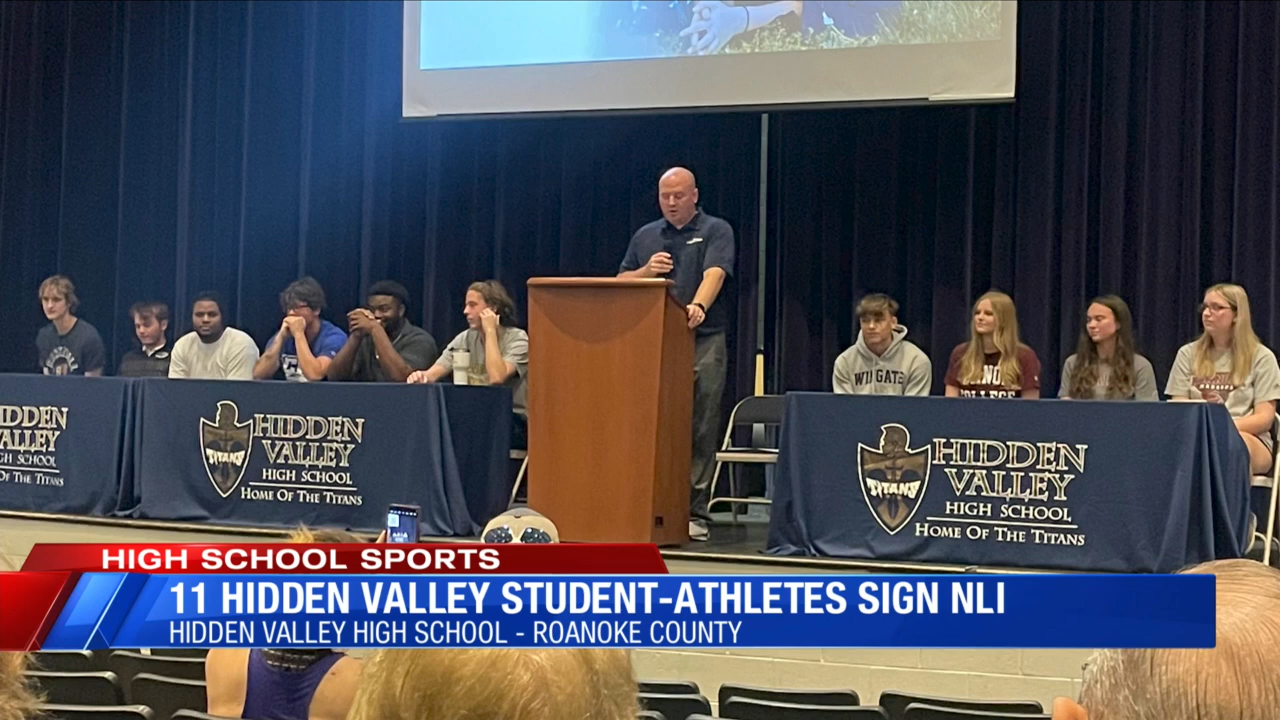 WINGATE
HIDDEN
VALLEY
HIGH SCHOOL
HOME OF THE TITANS
TITANS
HIDDEN
VALLEY
HIGH SCHOOL
HOME OF THE TITANS
TITANS
HIDDEN
VALLEY
HIGH SCHOOL
HOME OF THE TITANS
HIGH SCHOOL SPORTS
11 HIDDEN VALLEY STUDENT-ATHLETES SIGN NLI
HIDDEN VALLEY HIGH SCHOOL - ROANOKE COUNTY